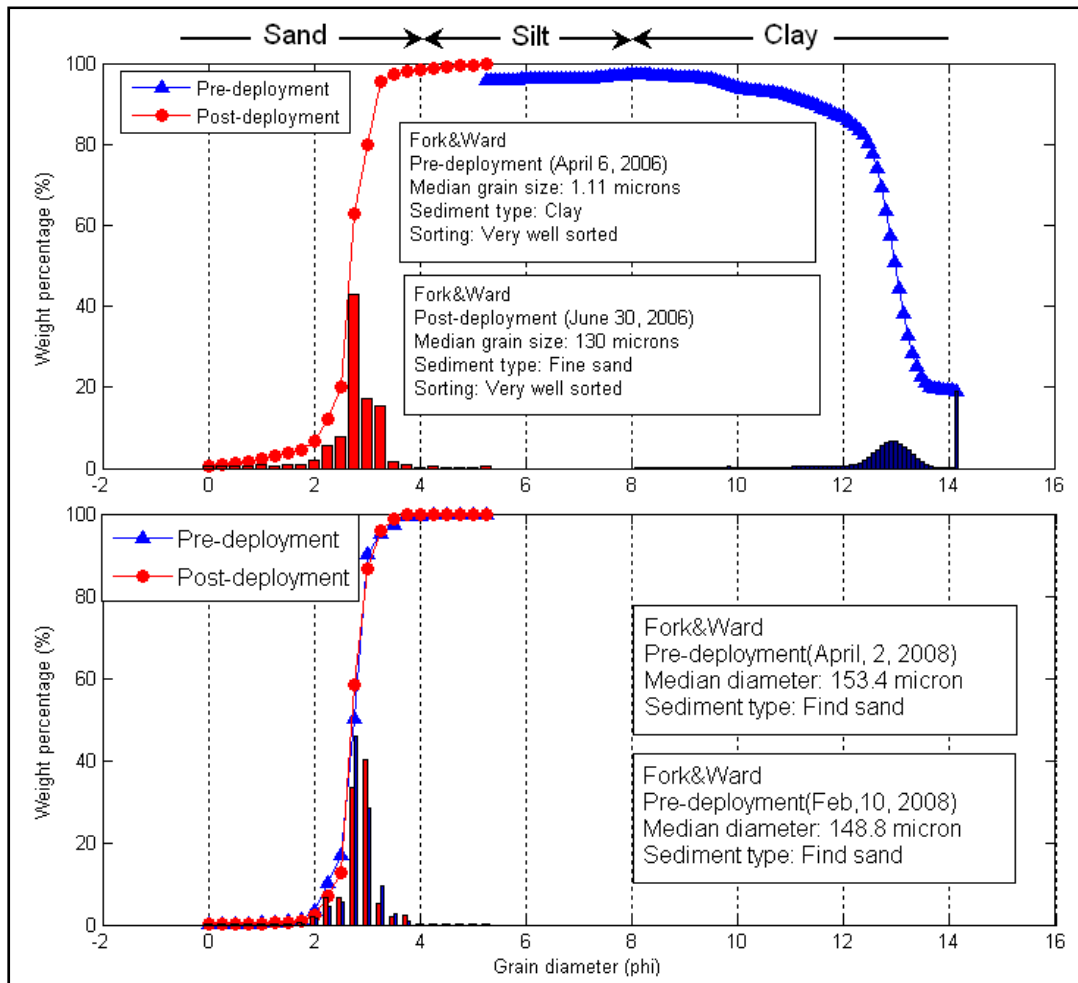 Sand Silt Clay
Pre-deployment
Post-deployment
Fork&Ward
Pre-deployment (April 6, 2006)
Median grain size: 1.11 microns
Sediment type: Clay
Sorting: Very well sorted
Fork&Ward
Post-deployment (June 30, 2006)
Median grain size: 130 microns
Sediment type: Fine sand
Sorting: Very well sorted
Weight percentage (%)
100
80
60
40
20
0
-2 0 2 4 6 8 10 12 14 16
Pre-deployment
Post-deployment
Fork&Ward
Pre-deployment(April, 2, 2008)
Median diameter: 153.4 micron
Sediment type: Find sand
Fork&Ward
Pre-deployment(Feb,10, 2008)
Median diameter: 148.8 micron
Sediment type: Find sand
Weight percentage (%)
100
80
60
40
20
0
-2 0 2 4 6 8 10 12 14 16
Grain diameter (phi)